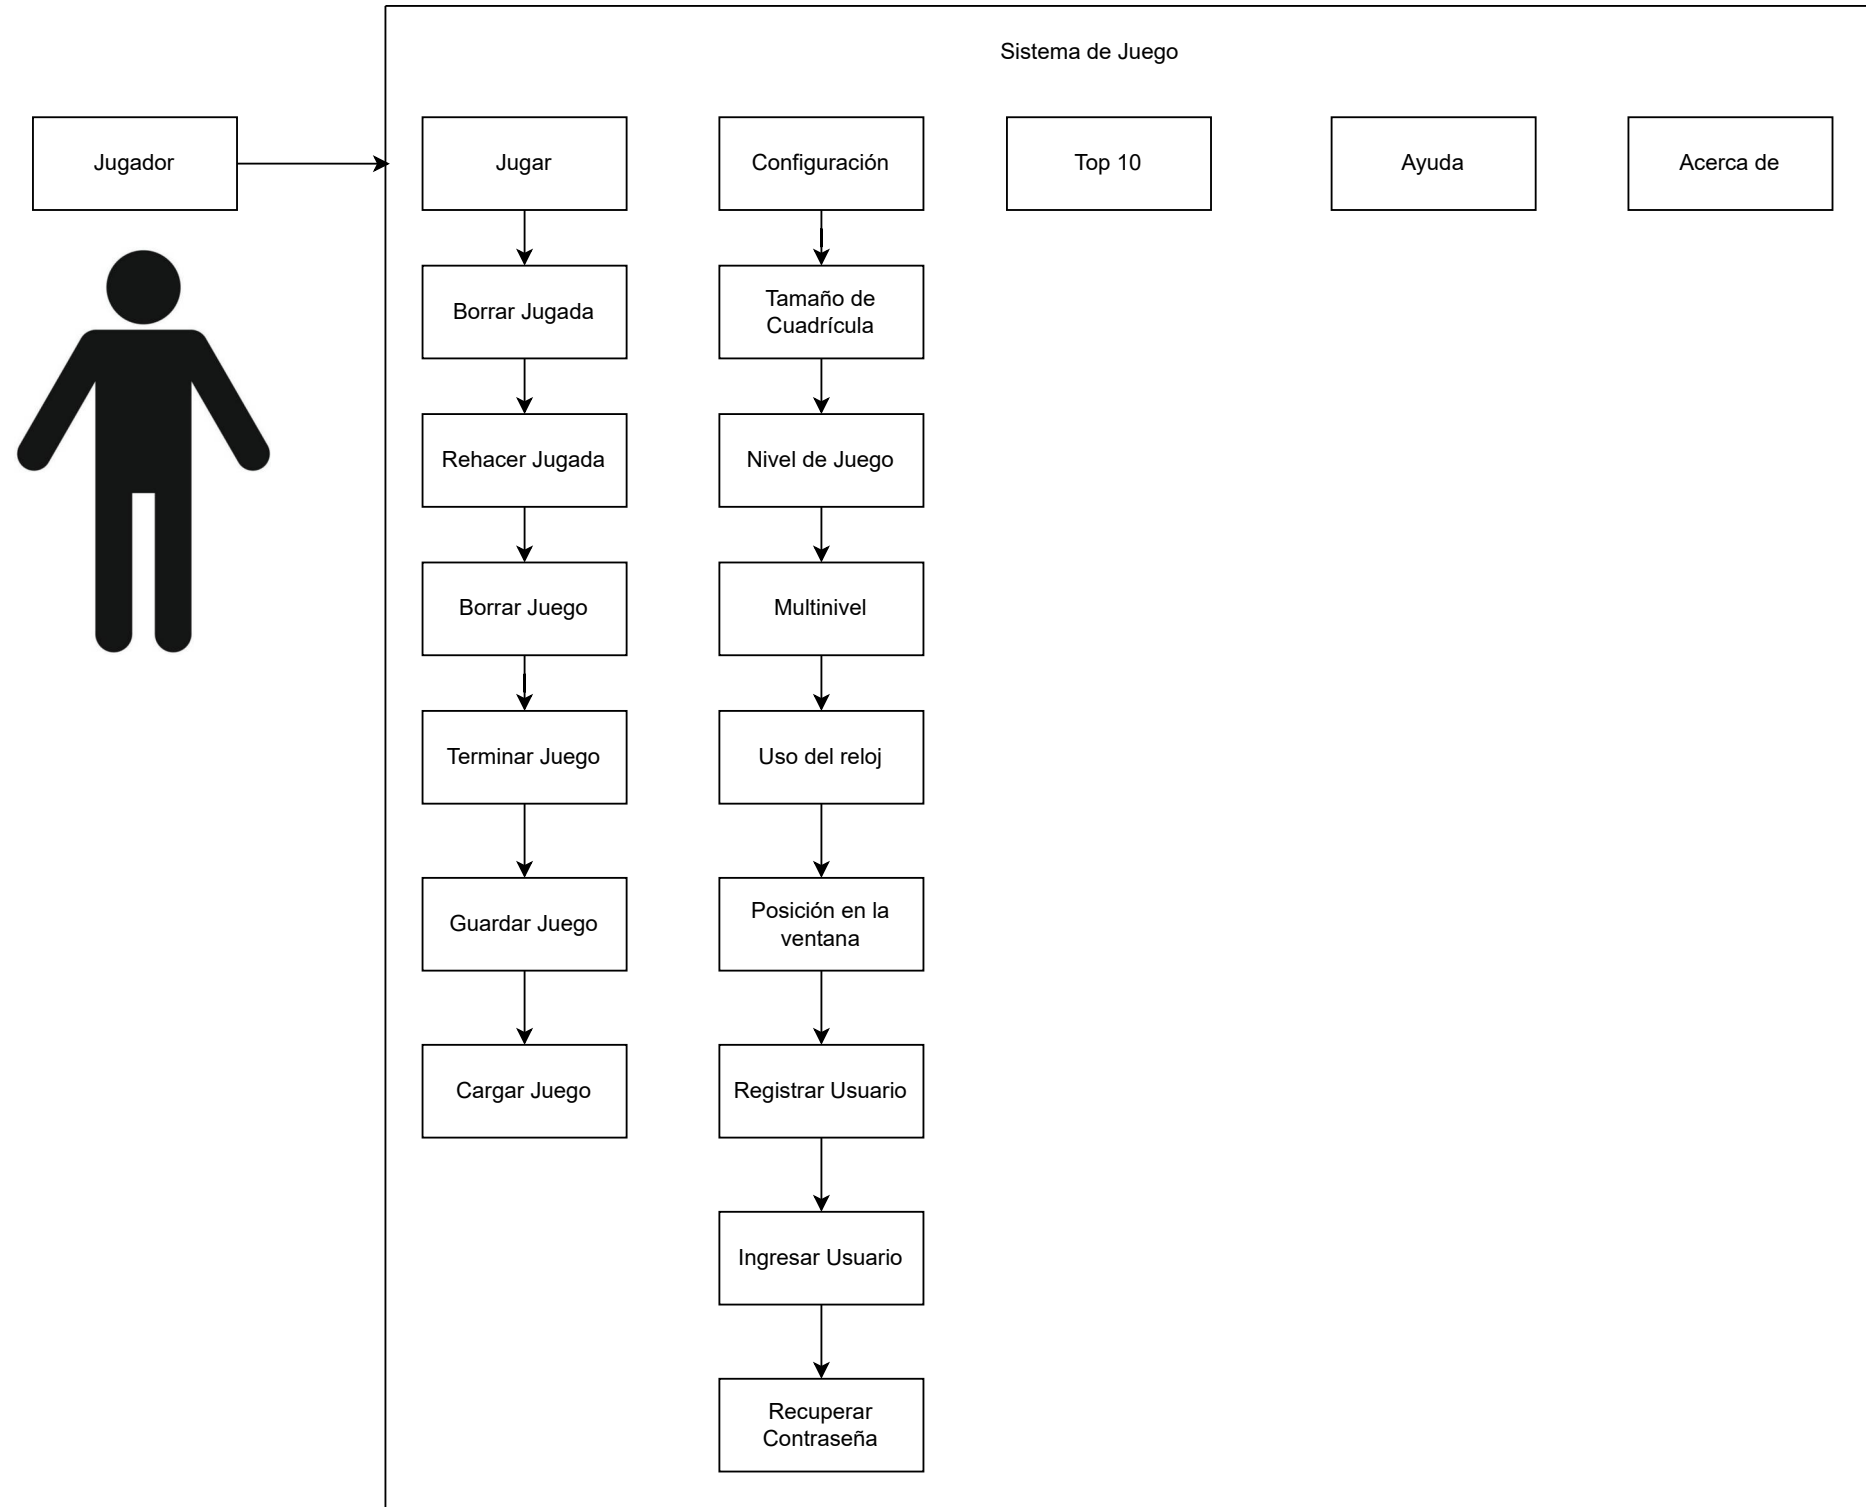 Sistema de Juego
Jugador
Jugar
Configuración
Top 10
Ayuda
Acerca de
Borrar Jugada
Tamaño de
Cuadrícula
Rehacer Jugada
Nivel de Juego
Borrar Juego
Multinivel
Terminar Juego
Uso del reloj
Guardar Juego
Posición en la
ventana
Cargar Juego
Registrar Usuario
Ingresar Usuario
Recuperar
Contraseña